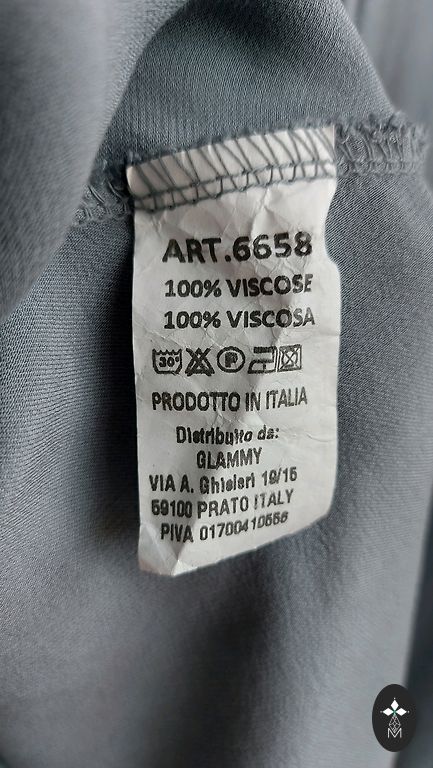 ART.6658
100% VISCOSE
100% VISCOSA
30° P
PRODOTTO IN ITALIA
Distribuito da:
GLAMMY
VIA A. Ghisleri 19/15
59100 PRATO ITALY
PIVA 01700410556
M